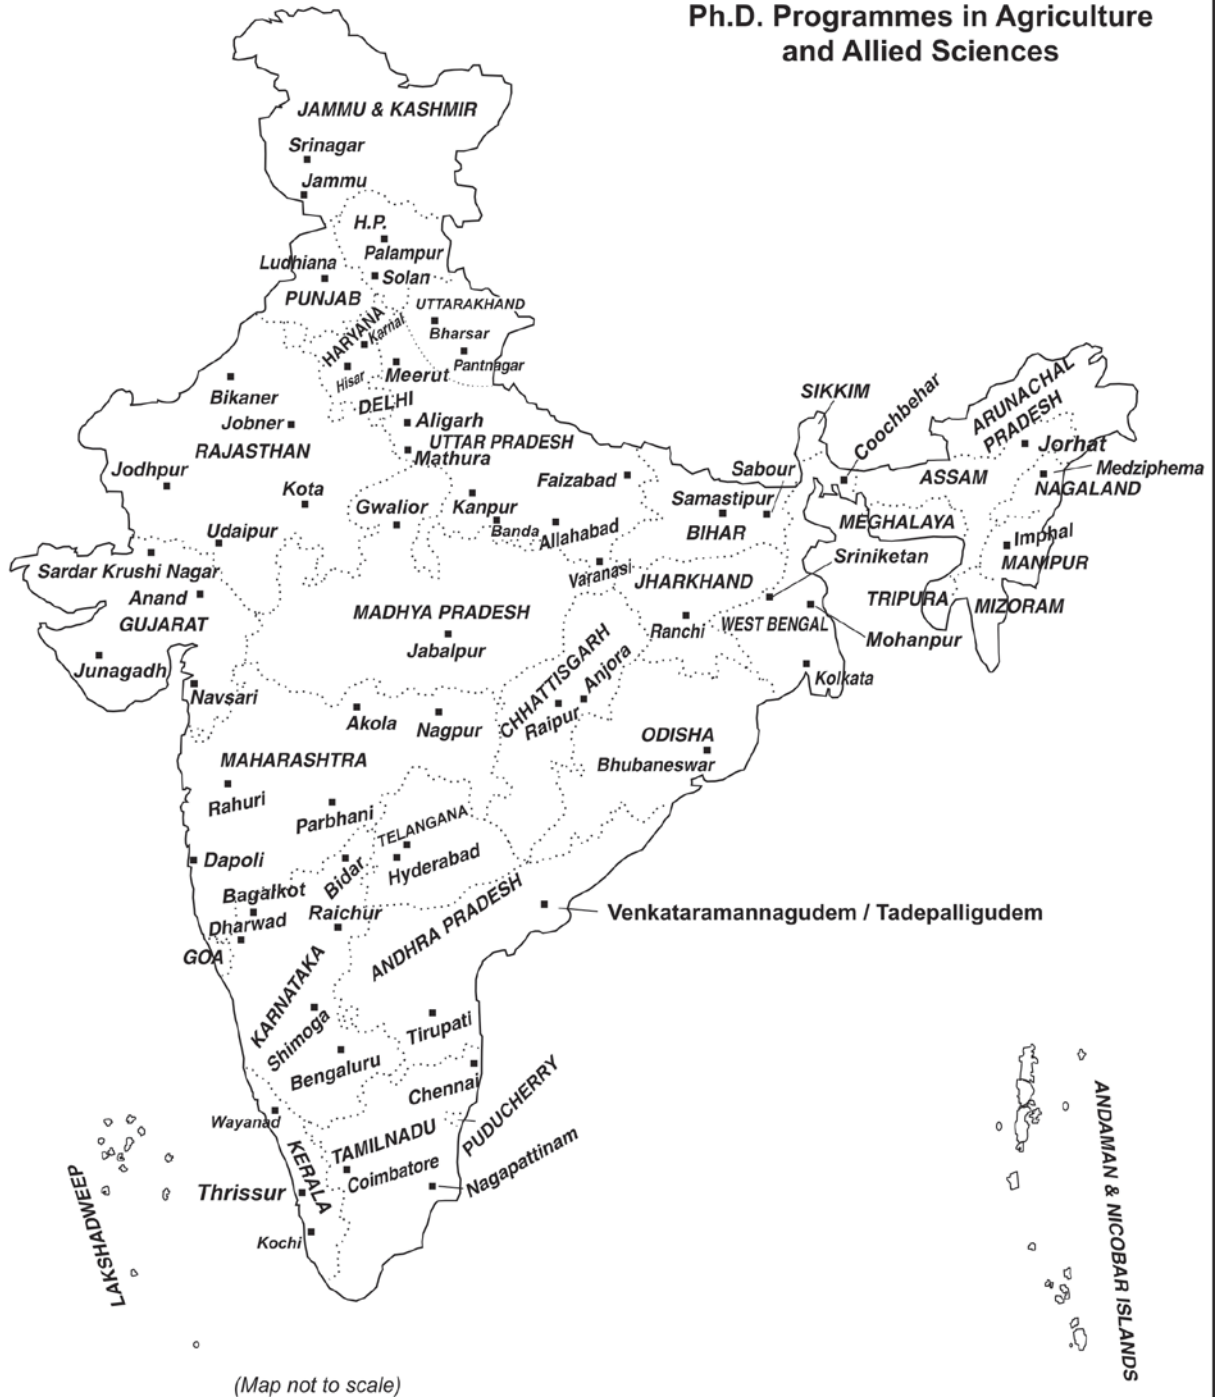 Ph.D. Programmes in Agriculture
and Allied Sciences
JAMMU & KASHMIR
Srinagar
Jammu
H.P.
Palampur
Ludhiana
Solan
PUNJAB
UTTARAKHAND
HARYANA
Karnal
Bharsar
Pantnagar
Hisar
Meerut
Bikaner
DELHI
SIKKIM
Coochbehar
ARUNACHAL
PRADESH
Jobner
Aligarh
RAJASTHAN
UTTAR PRADESH
Mathura
Jorhat
Jodhpur
Faizabad
Sabour
ASSAM
Medziphema
NAGALAND
Kota
Gwalior
Kanpur
Samastipur
Udaipur
Banda
Allahabad
BIHAR
MEGHALAYA
Imphal
MANIPUR
Sardar Krushi Nagar
Varanasi
JHARKHAND
Sriniketan
Anand
GUJARAT
MADHYA PRADESH
TRIPURA
MIZORAM
Jabalpur
Ranchi
WEST BENGAL
Mohanpur
Junagadh
Navsari
CHHATTISGARH
Anjora
Kolkata
Akola
Nagpur
Raipur
ODISHA
MAHARASHTRA
Bhubaneswar
Rahuri
Parbhani
TELANGANA
Dapoli
Bidar
Hyderabad
Bagalkot
Raichur
Dharwad
ANDHRA PRADESH
Venkataramannagudem / Tadepalligudem
GOA
KARNATAKA
Shimoga
Tirupati
Bengaluru
Chennai
PUDUCHERRY
Wayanad
TAMILNADU
KERALA
Coimbatore
Nagapattinam
Thrissur
Kochi
LAKSHADWEEP
ANDAMAN & NICOBAR ISLANDS
(Map not to scale)